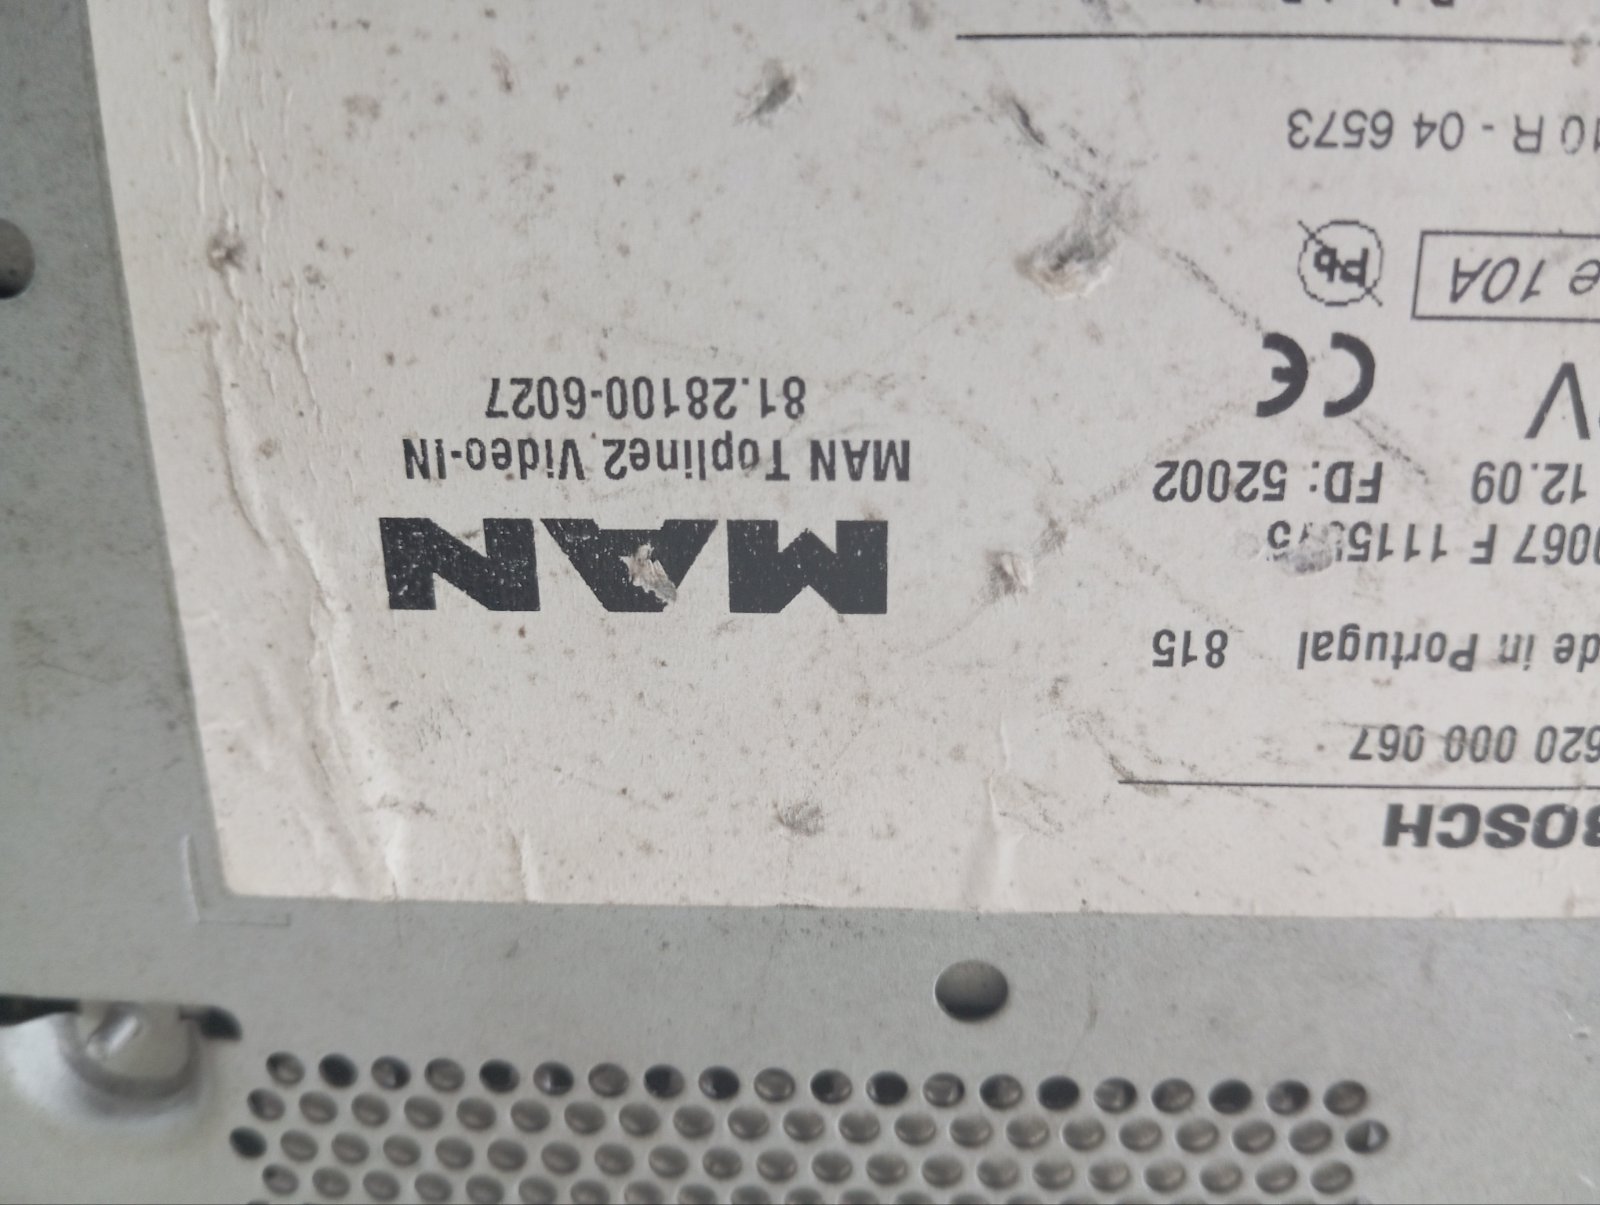 BOSCH
620 000 067
de in Portugal 815
067 F 1115
12.09 FD: 52002
V CE
e 10A Pb
10 R - 04 6573
MAN
MAN Topline2 Video-IN
81.28100-6027